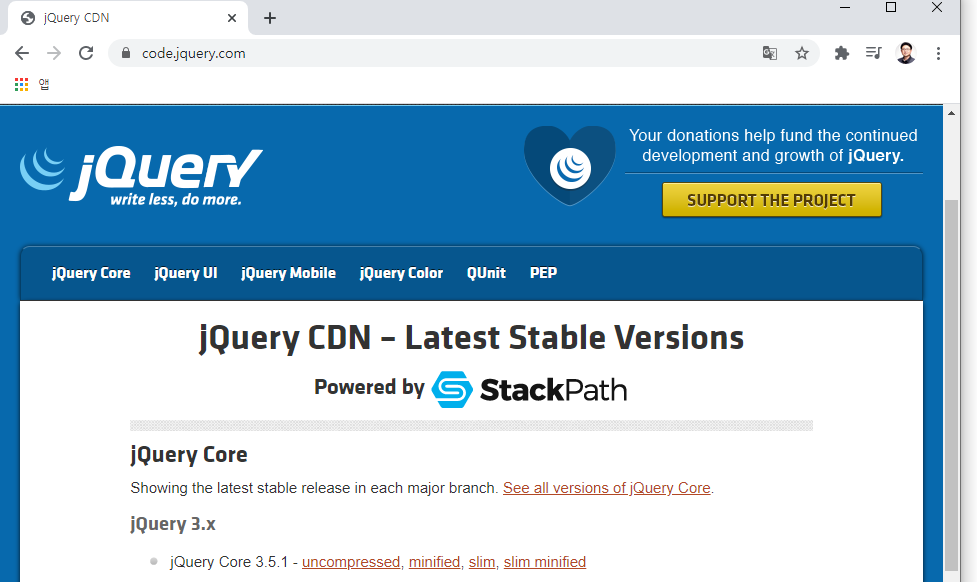 jQuery CDN
code.jquery.com
앱
jQuery
write less, do more.
Your donations help fund the continued
development and growth of jQuery.
SUPPORT THE PROJECT
jQuery Core jQuery UI jQuery Mobile jQuery Color QUnit PEP
jQuery CDN – Latest Stable Versions
Powered by StackPath
jQuery Core
Showing the latest stable release in each major branch. See all versions of jQuery Core.
jQuery 3.x
jQuery Core 3.5.1 - uncompressed, minified, slim, slim minified